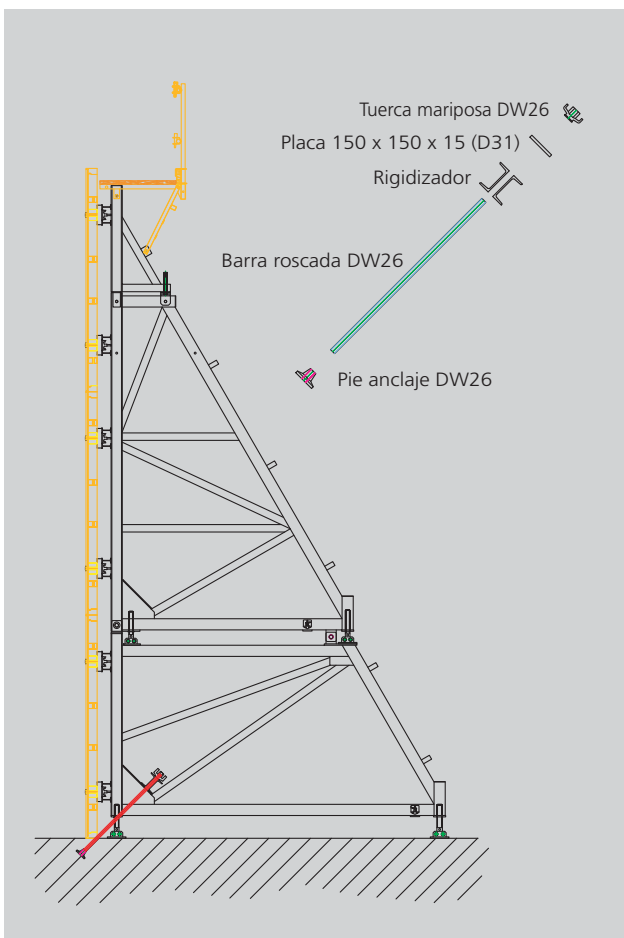 Tuerca mariposa DW26
Placa 150 x 150 x 15 (D31)
Rigidizador
Barra roscada DW26
Pie anclaje DW26